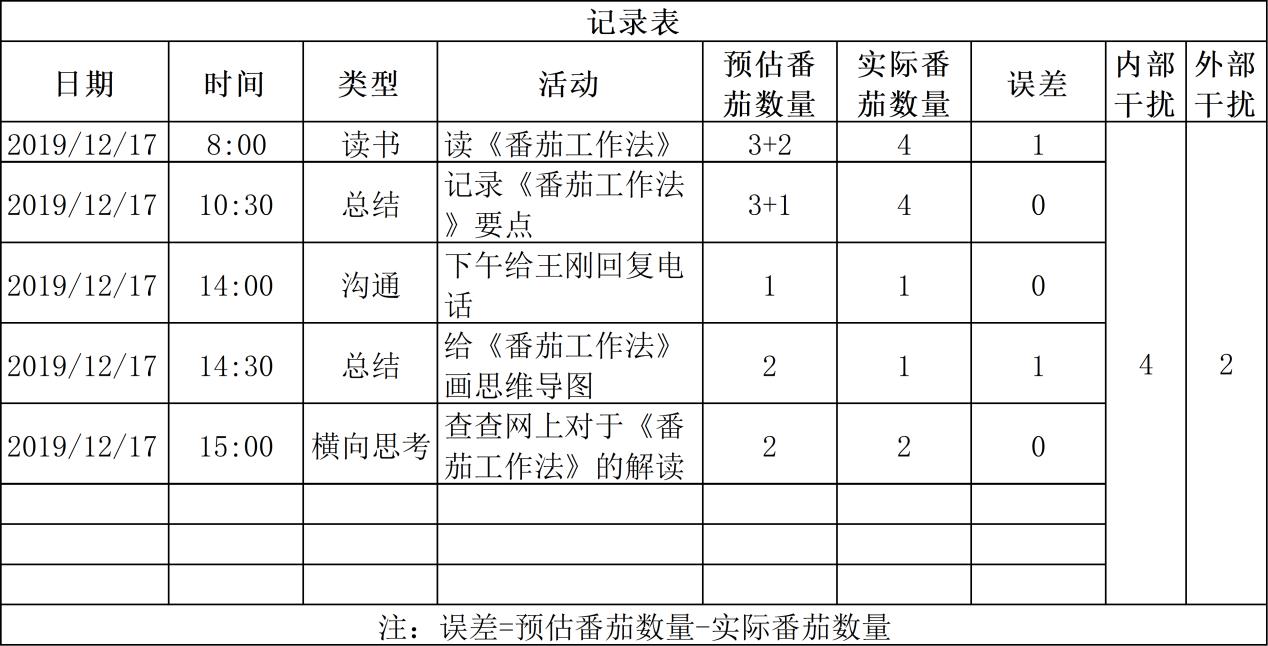 记录表
日期 时间 类型 活动 预估番茄数量 实际番茄数量 误差 内部干扰 外部干扰
2019/12/17 8:00 读书 读《番茄工作法》 3+2 4 1
2019/12/17 10:30 总结 记录《番茄工作法》要点 3+1 4 0
2019/12/17 14:00 沟通 下午给王刚回复电话 1 1 0
2019/12/17 14:30 总结 给《番茄工作法》画思维导图 2 1 1 4 2
2019/12/17 15:00 横向思考 查查网上对于《番茄工作法》的解读 2 2 0
注：误差=预估番茄数量-实际番茄数量